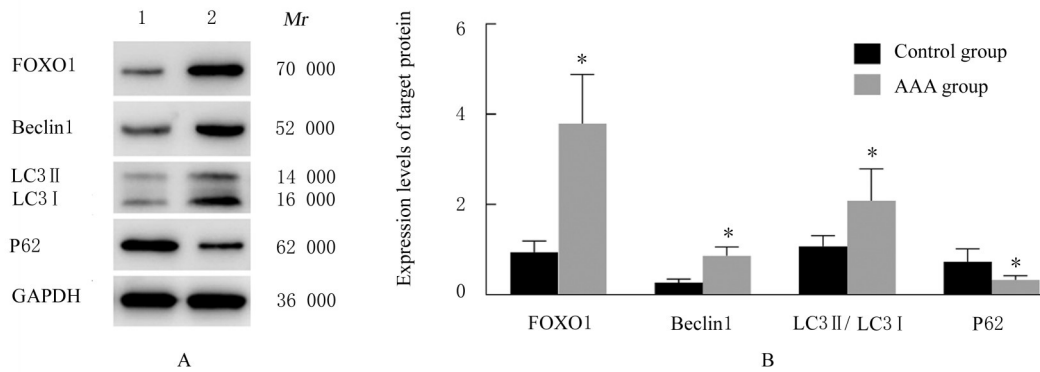 1 2 Mr
FOXO1 70 000
Beclin1 52 000
LC3Ⅱ 14 000
LC3Ⅰ 16 000
P62 62 000
GAPDH 36 000
A
Expression levels of target protein
6
4
2
0
Control group
AAA group
* * * *
FOXO1 Beclin1 LC3Ⅱ/ LC3Ⅰ P62
B